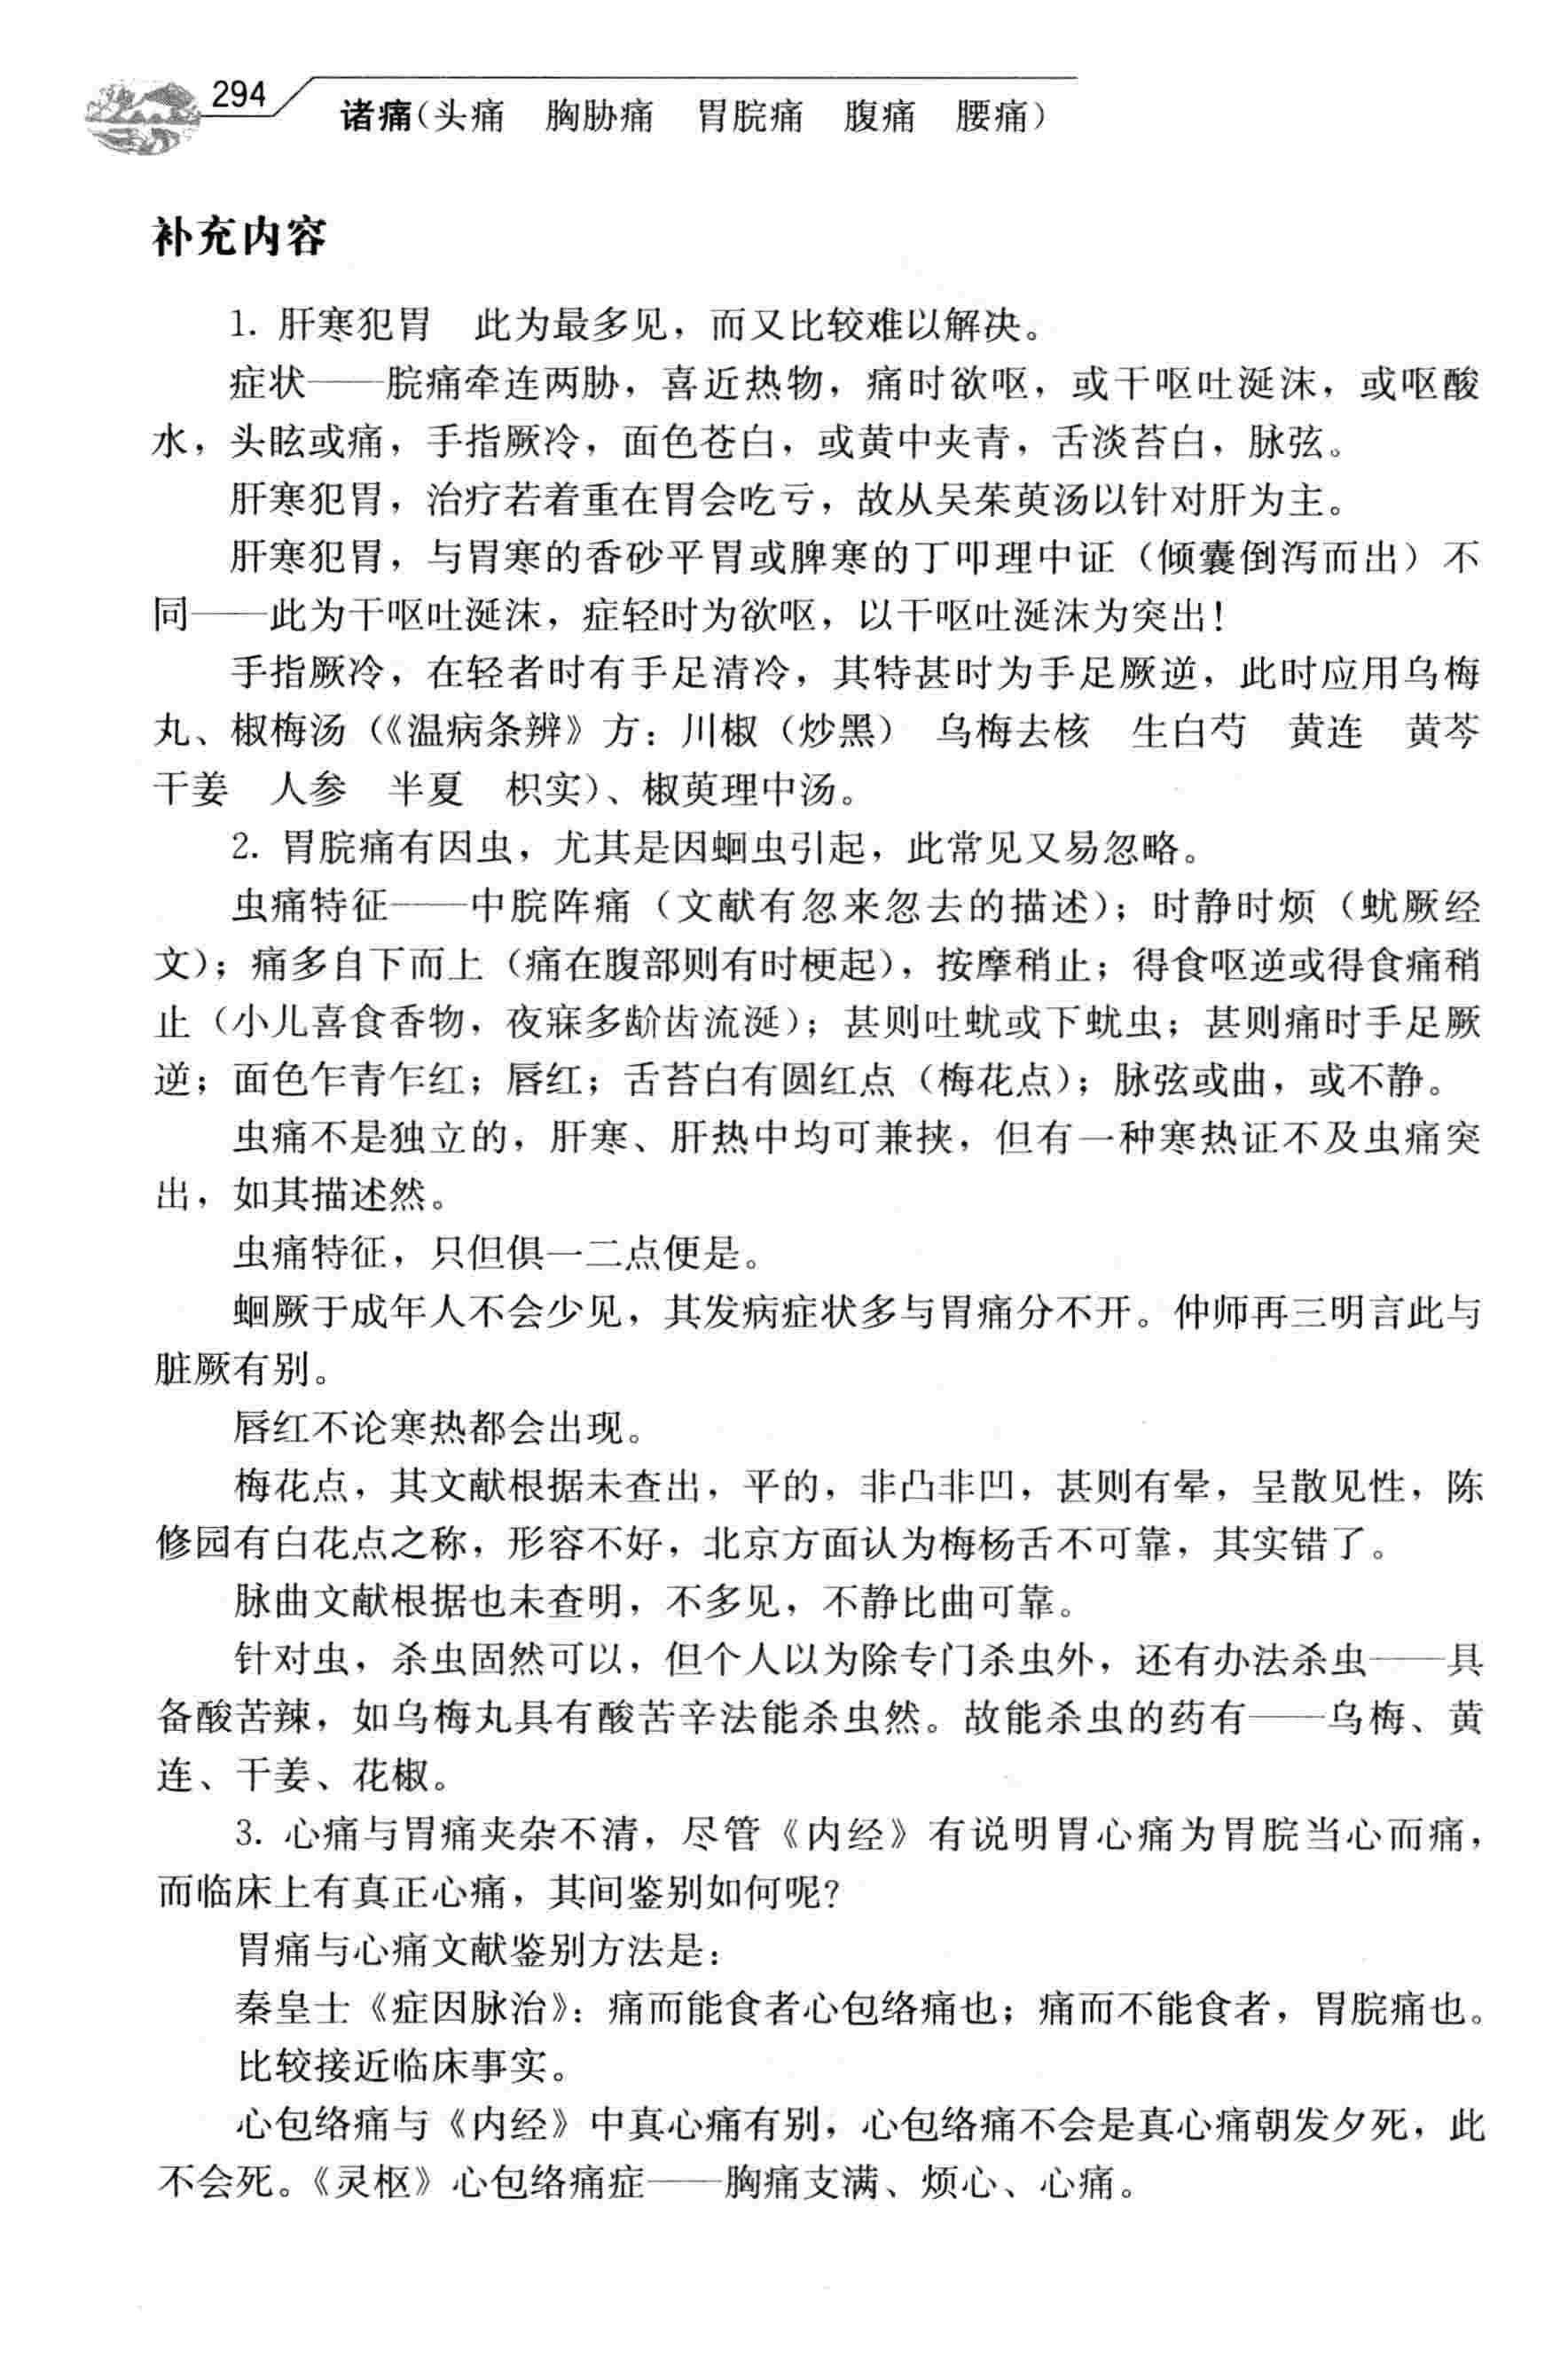 294
诸痛(头痛　胸胁痛　胃脘痛　腹痛　腰痛)
补充内容
1. 肝寒犯胃　此为最多见，而又比较难以解决。
症状——脘痛牵连两胁，喜近热物，痛时欲呕，或干呕吐涎沫，或呕酸
水，头眩或痛，手指厥冷，面色苍白，或黄中夹青，舌淡苔白，脉弦。
肝寒犯胃，治疗若着重在胃会吃亏，故从吴茱萸汤以针对肝为主。
肝寒犯胃，与胃寒的香砂平胃或脾寒的丁叩理中证（倾囊倒泻而出）不
同——此为干呕吐涎沫，症轻时为欲呕，以干呕吐涎沫为突出！
手指厥冷，在轻者时有手足清冷，其特甚时为手足厥逆，此时应用乌梅
丸、椒梅汤（《温病条辨》方：川椒（炒黑）　乌梅去核　生白芍　黄连　黄芩
干姜　人参　半夏　枳实）、椒萸理中汤。
2. 胃脘痛有因虫，尤其是因蛔虫引起，此常见又易忽略。
虫痛特征——中脘阵痛（文献有忽来忽去的描述）；时静时烦（蚘厥经
文）；痛多自下而上（痛在腹部则有时梗起），按摩稍止；得食呕逆或得食痛稍
止（小儿喜食香物，夜寐多龂齿流涎）；甚则吐蚘或下蚘虫；甚则痛时手足厥
逆；面色乍青乍红；唇红；舌苔白有圆红点（梅花点）；脉弦或曲，或不静。
虫痛不是独立的，肝寒、肝热中均可兼挟，但有一种寒热证不及虫痛突
出，如其描述然。
虫痛特征，只但俱一二点便是。
蛔厥于成年人不会少见，其发病症状多与胃痛分不开。仲师再三明言此与
脏厥有别。
唇红不论寒热都会出现。
梅花点，其文献根据未查出，平的，非凸非凹，甚则有晕，呈散见性，陈
修园有白花点之称，形容不好，北京方面认为梅杨舌不可靠，其实错了。
脉曲文献根据也未查明，不多见，不静比曲可靠。
针对虫，杀虫固然可以，但个人以为除专门杀虫外，还有办法杀虫——具
备酸苦辣，如乌梅丸具有酸苦辛法能杀虫然。故能杀虫的药有——乌梅、黄
连、干姜、花椒。
3. 心痛与胃痛夹杂不清，尽管《内经》有说明胃心痛为胃脘当心而痛，
而临床上有真正心痛，其间鉴别如何呢？
胃痛与心痛文献鉴别方法是：
秦皇士《症因脉治》：痛而能食者心包络痛也；痛而不能食者，胃脘痛也。
比较接近临床事实。
心包络痛与《内经》中真心痛有别，心包络痛不会是真心痛朝发夕死，此
不会死。《灵枢》心包络痛症——胸痛支满、烦心、心痛。